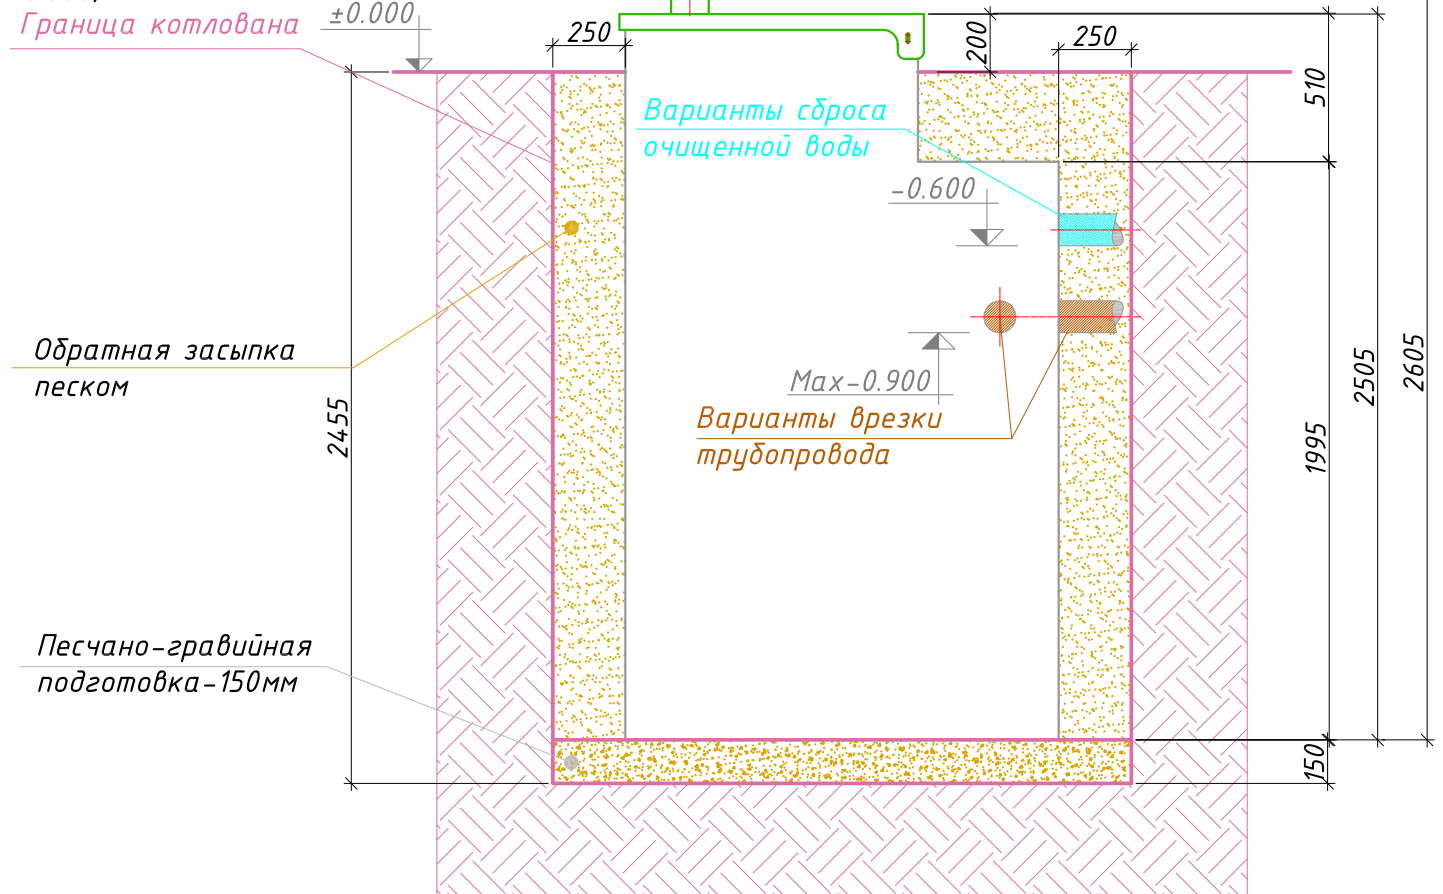 Граница котлована
±0.000
250
200
250
510
Варианты сброса
очищенной воды
-0.600
Обратная засыпка
песком
Max-0.900
Варианты врезки
трубопровода
2455
1995
2505
2605
Песчано-гравийная
подготовка-150мм
150